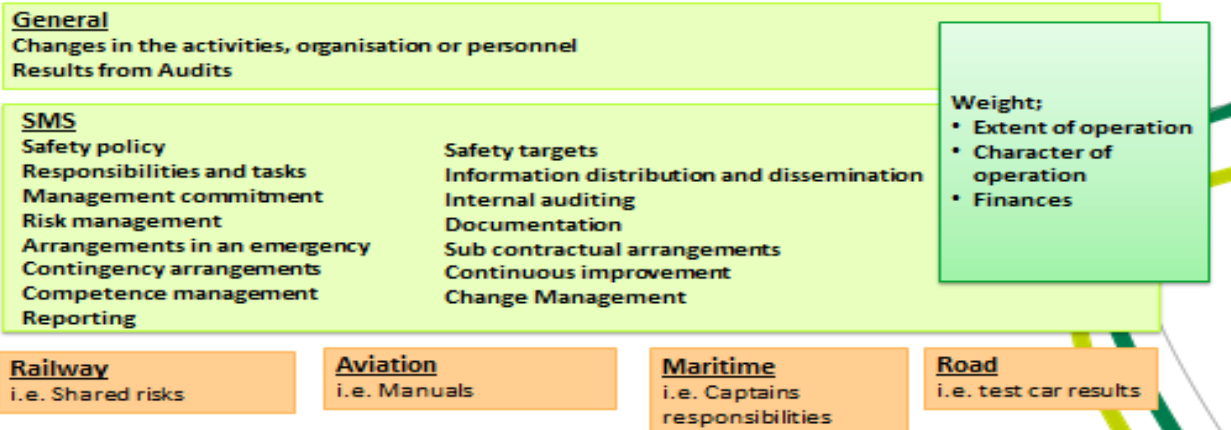 General
Changes in the activities, organisation or personnel
Results from Audits
SMS
Safety policy
Responsibilities and tasks
Management commitment
Risk management
Arrangements in an emergency
Contingency arrangements
Competence management
Reporting
Safety targets
Information distribution and dissemination
Internal auditing
Documentation
Sub contractual arrangements
Continuous improvement
Change Management
Weight;
• Extent of operation
• Character of
operation
• Finances
Railway
i.e. Shared risks
Aviation
i.e. Manuals
Maritime
i.e. Captains
responsibilities
Road
i.e. test car results